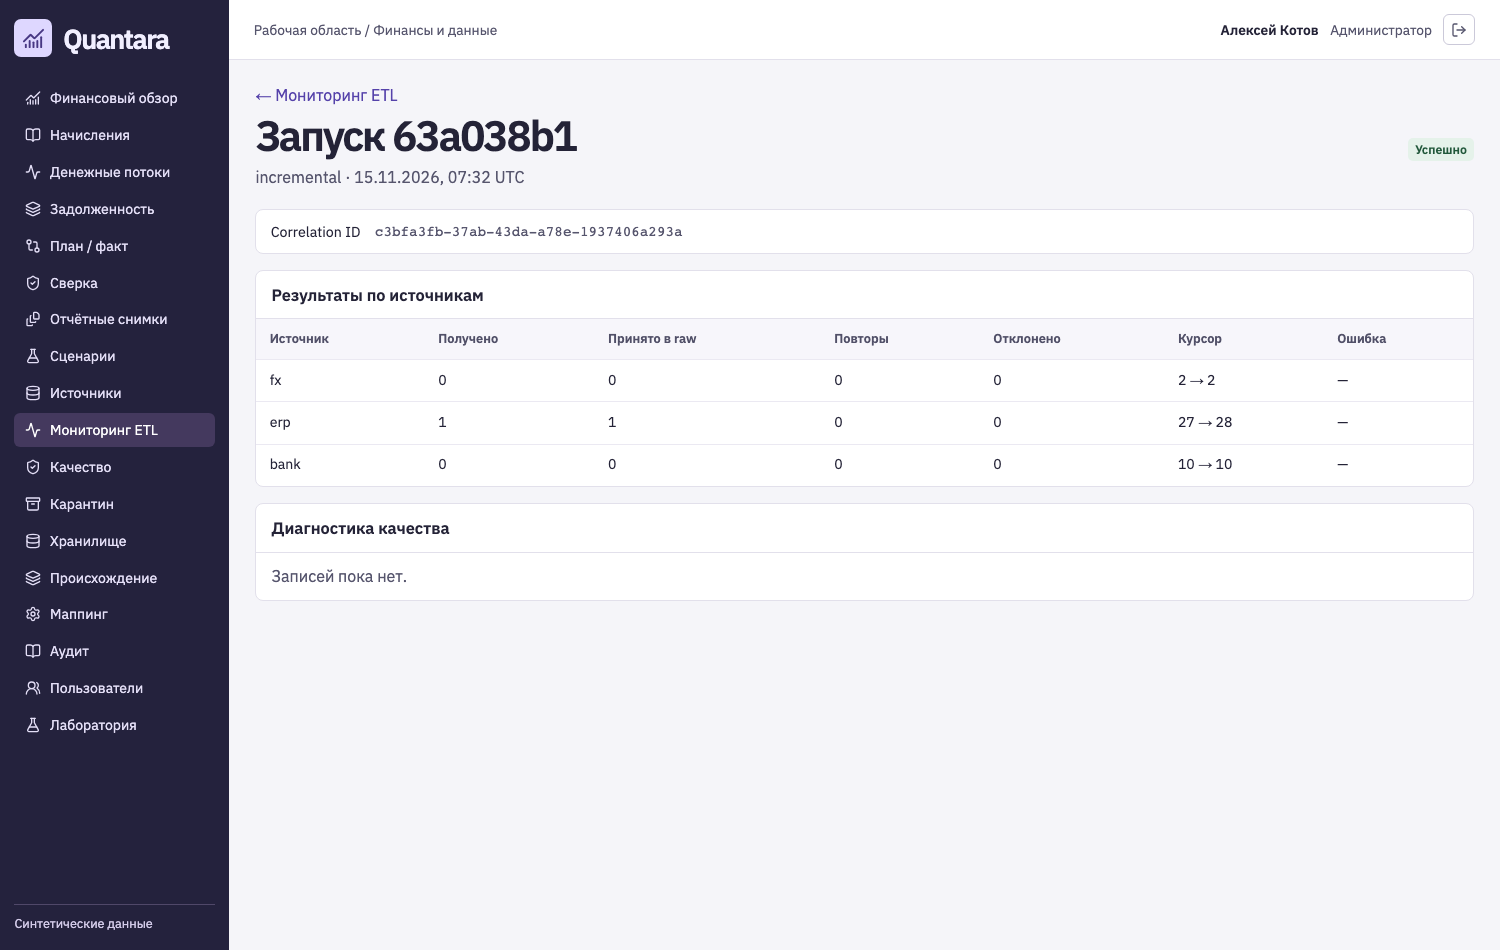 Quantara
Финансовый обзор
Начисления
Денежные потоки
Задолженность
План / факт
Сверка
Отчётные снимки
Сценарии
Источники
Мониторинг ETL
Качество
Карантин
Хранилище
Происхождение
Маппинг
Аудит
Пользователи
Лаборатория
Синтетические данные
Рабочая область / Финансы и данные
Алексей Котов Администратор
← Мониторинг ETL
Запуск 63a038b1
Успешно
incremental · 15.11.2026, 07:32 UTC
Correlation ID c3bfa3fb-37ab-43da-a78e-1937406a293a
Результаты по источникам
Источник Получено Принято в raw Повторы Отклонено Курсор Ошибка
fx 0 0 0 0 2 → 2 —
erp 1 1 0 0 27 → 28 —
bank 0 0 0 0 10 → 10 —
Диагностика качества
Записей пока нет.